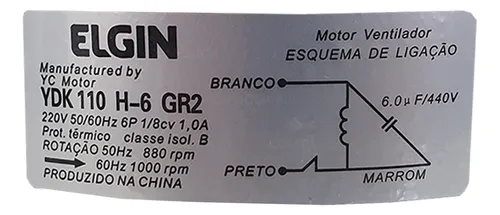 ELGIN
Manufactured by
YC Motor
YDK 110 H-6 GR2
220V 50/60Hz 6P 1/8cv 1,0A
Prot. térmico classe isol. B
ROTAÇÃO 50Hz 880 rpm
60Hz 1000 rpm
PRODUZIDO NA CHINA
Motor Ventilador
ESQUEMA DE LIGAÇÃO
BRANCO
6.0μF/440V
PRETO
MARROM